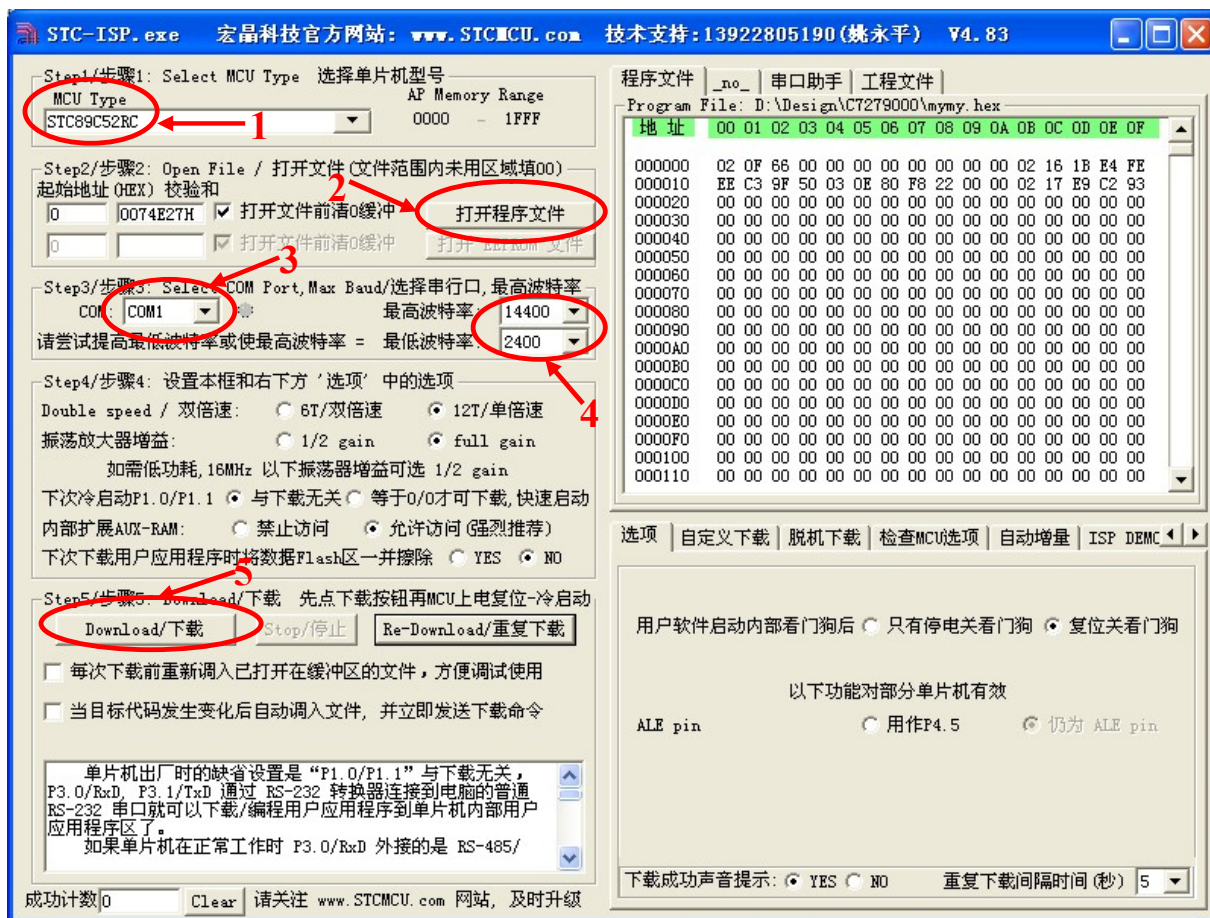 STC-ISP.exe 宏晶科技官方网站: www.STCMCU.com 技术支持:13922805190(姚永平) V4.83
Step1/步骤1: Select MCU Type 选择单片机型号
MCU Type AP Memory Range
STC89C52RC 0000 - 1FFF
1
Step2/步骤2: Open File / 打开文件(文件范围内未用区域填00)
起始地址(HEX) 校验和
2
0 0074E27H 打开文件前清0缓冲 打开程序文件
0 打开文件前清0缓冲 打开 EEPROM 文件
3
Step3/步骤3: Select COM Port,Max Baud/选择串行口,最高波特率
COM: COM1 最高波特率: 14400
请尝试提高最低波特率或使最高波特率 = 最低波特率: 2400
4
Step4/步骤4: 设置本框和右下方 '选项' 中的选项
Double speed / 双倍速: 6T/双倍速 12T/单倍速
振荡放大器增益: 1/2 gain full gain
如需低功耗,16MHz 以下振荡器增益可选 1/2 gain
下次冷启动P1.0/P1.1 与下载无关 等于0/0才可下载,快速启动
内部扩展AUX-RAM: 禁止访问 允许访问(强烈推荐)
下次下载用户应用程序时将数据Flash区一并擦除 YES NO
5
Step5/步骤5: Download/下载 先点下载按钮再MCU上电复位-冷启动
Download/下载 Stop/停止 Re-Download/重复下载
每次下载前重新调入已打开在缓冲区的文件,方便调试使用
当目标代码发生变化后自动调入文件, 并立即发送下载命令
单片机出厂时的缺省设置是“P1.0/P1.1”与下载无关,
P3.0/RxD, P3.1/TxD 通过 RS-232 转换器连接到电脑的普通
RS-232 串口就可以下载/编程用户应用程序到单片机内部用户
应用程序区了。
如果单片机在正常工作时 P3.0/RxD 外接的是 RS-485/
成功计数 0 Clear 请关注 www.STCMCU.com 网站, 及时升级
程序文件 _no_ 串口助手 工程文件
Program File: D:\Design\C7279000\mymy.hex
地址 00 01 02 03 04 05 06 07 08 09 0A 0B 0C 0D 0E 0F
000000 02 0F 66 00 00 00 00 00 00 00 00 02 16 1B E4 FE
000010 EE C3 9F 50 03 0E 80 F8 22 00 00 02 17 E9 C2 93
000020 00 00 00 00 00 00 00 00 00 00 00 00 00 00 00 00
000030 00 00 00 00 00 00 00 00 00 00 00 00 00 00 00 00
000040 00 00 00 00 00 00 00 00 00 00 00 00 00 00 00 00
000050 00 00 00 00 00 00 00 00 00 00 00 00 00 00 00 00
000060 00 00 00 00 00 00 00 00 00 00 00 00 00 00 00 00
000070 00 00 00 00 00 00 00 00 00 00 00 00 00 00 00 00
000080 00 00 00 00 00 00 00 00 00 00 00 00 00 00 00 00
000090 00 00 00 00 00 00 00 00 00 00 00 00 00 00 00 00
0000A0 00 00 00 00 00 00 00 00 00 00 00 00 00 00 00 00
0000B0 00 00 00 00 00 00 00 00 00 00 00 00 00 00 00 00
0000C0 00 00 00 00 00 00 00 00 00 00 00 00 00 00 00 00
0000D0 00 00 00 00 00 00 00 00 00 00 00 00 00 00 00 00
0000E0 00 00 00 00 00 00 00 00 00 00 00 00 00 00 00 00
0000F0 00 00 00 00 00 00 00 00 00 00 00 00 00 00 00 00
000100 00 00 00 00 00 00 00 00 00 00 00 00 00 00 00 00
000110 00 00 00 00 00 00 00 00 00 00 00 00 00 00 00 00
选项 自定义下载 脱机下载 检查MCU选项 自动增量 ISP DEMC
用户软件启动内部看门狗后 只有停电关看门狗 复位关看门狗
以下功能对部分单片机有效
ALE pin 用作P4.5 仍为 ALE pin
下载成功声音提示: YES NO 重复下载间隔时间(秒) 5